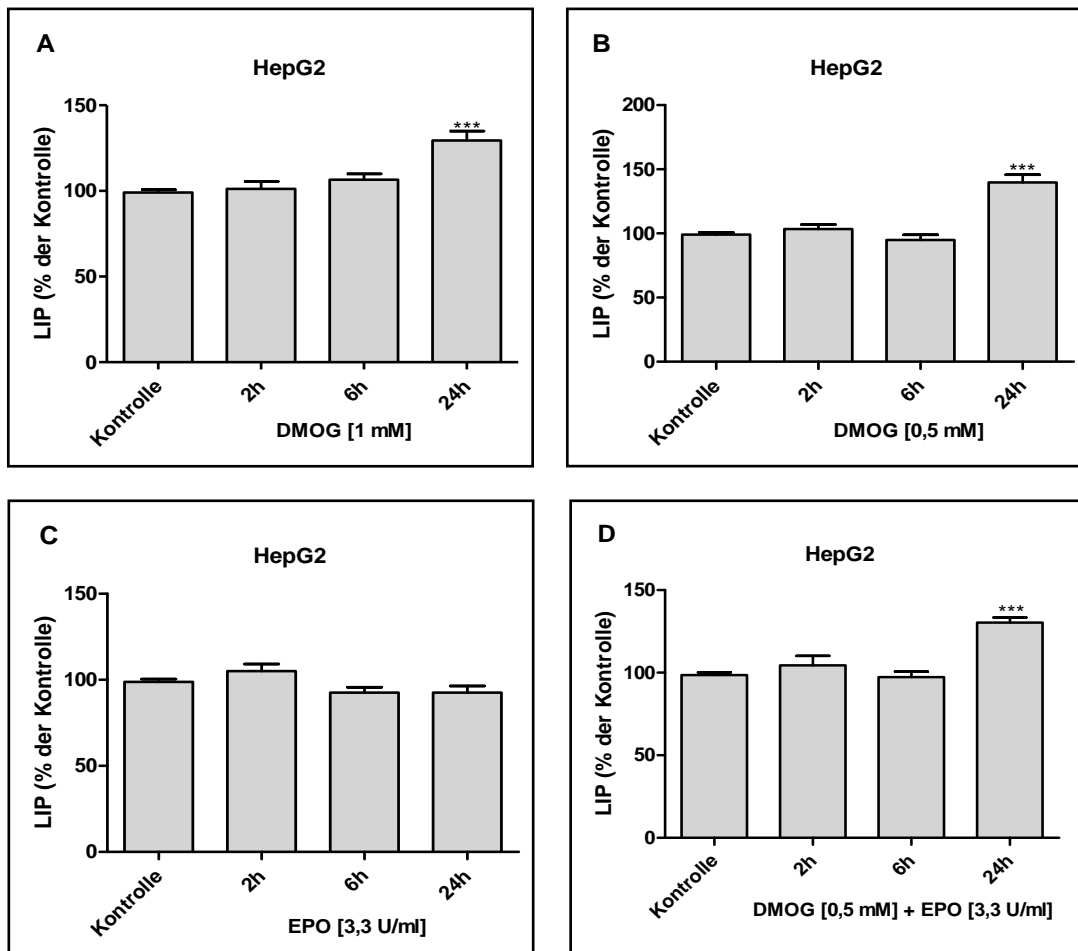 A
HepG2
LIP (% der Kontrolle)
150
100
50
0
***
Kontrolle
2h
6h
24h
DMOG [1 mM]
B
HepG2
LIP (% der Kontrolle)
200
150
100
50
0
***
Kontrolle
2h
6h
24h
DMOG [0,5 mM]
C
HepG2
LIP (% der Kontrolle)
150
100
50
0
Kontrolle
2h
6h
24h
EPO [3,3 U/ml]
D
HepG2
LIP (% der Kontrolle)
150
100
50
0
***
Kontrolle
2h
6h
24h
DMOG [0,5 mM] + EPO [3,3 U/ml]